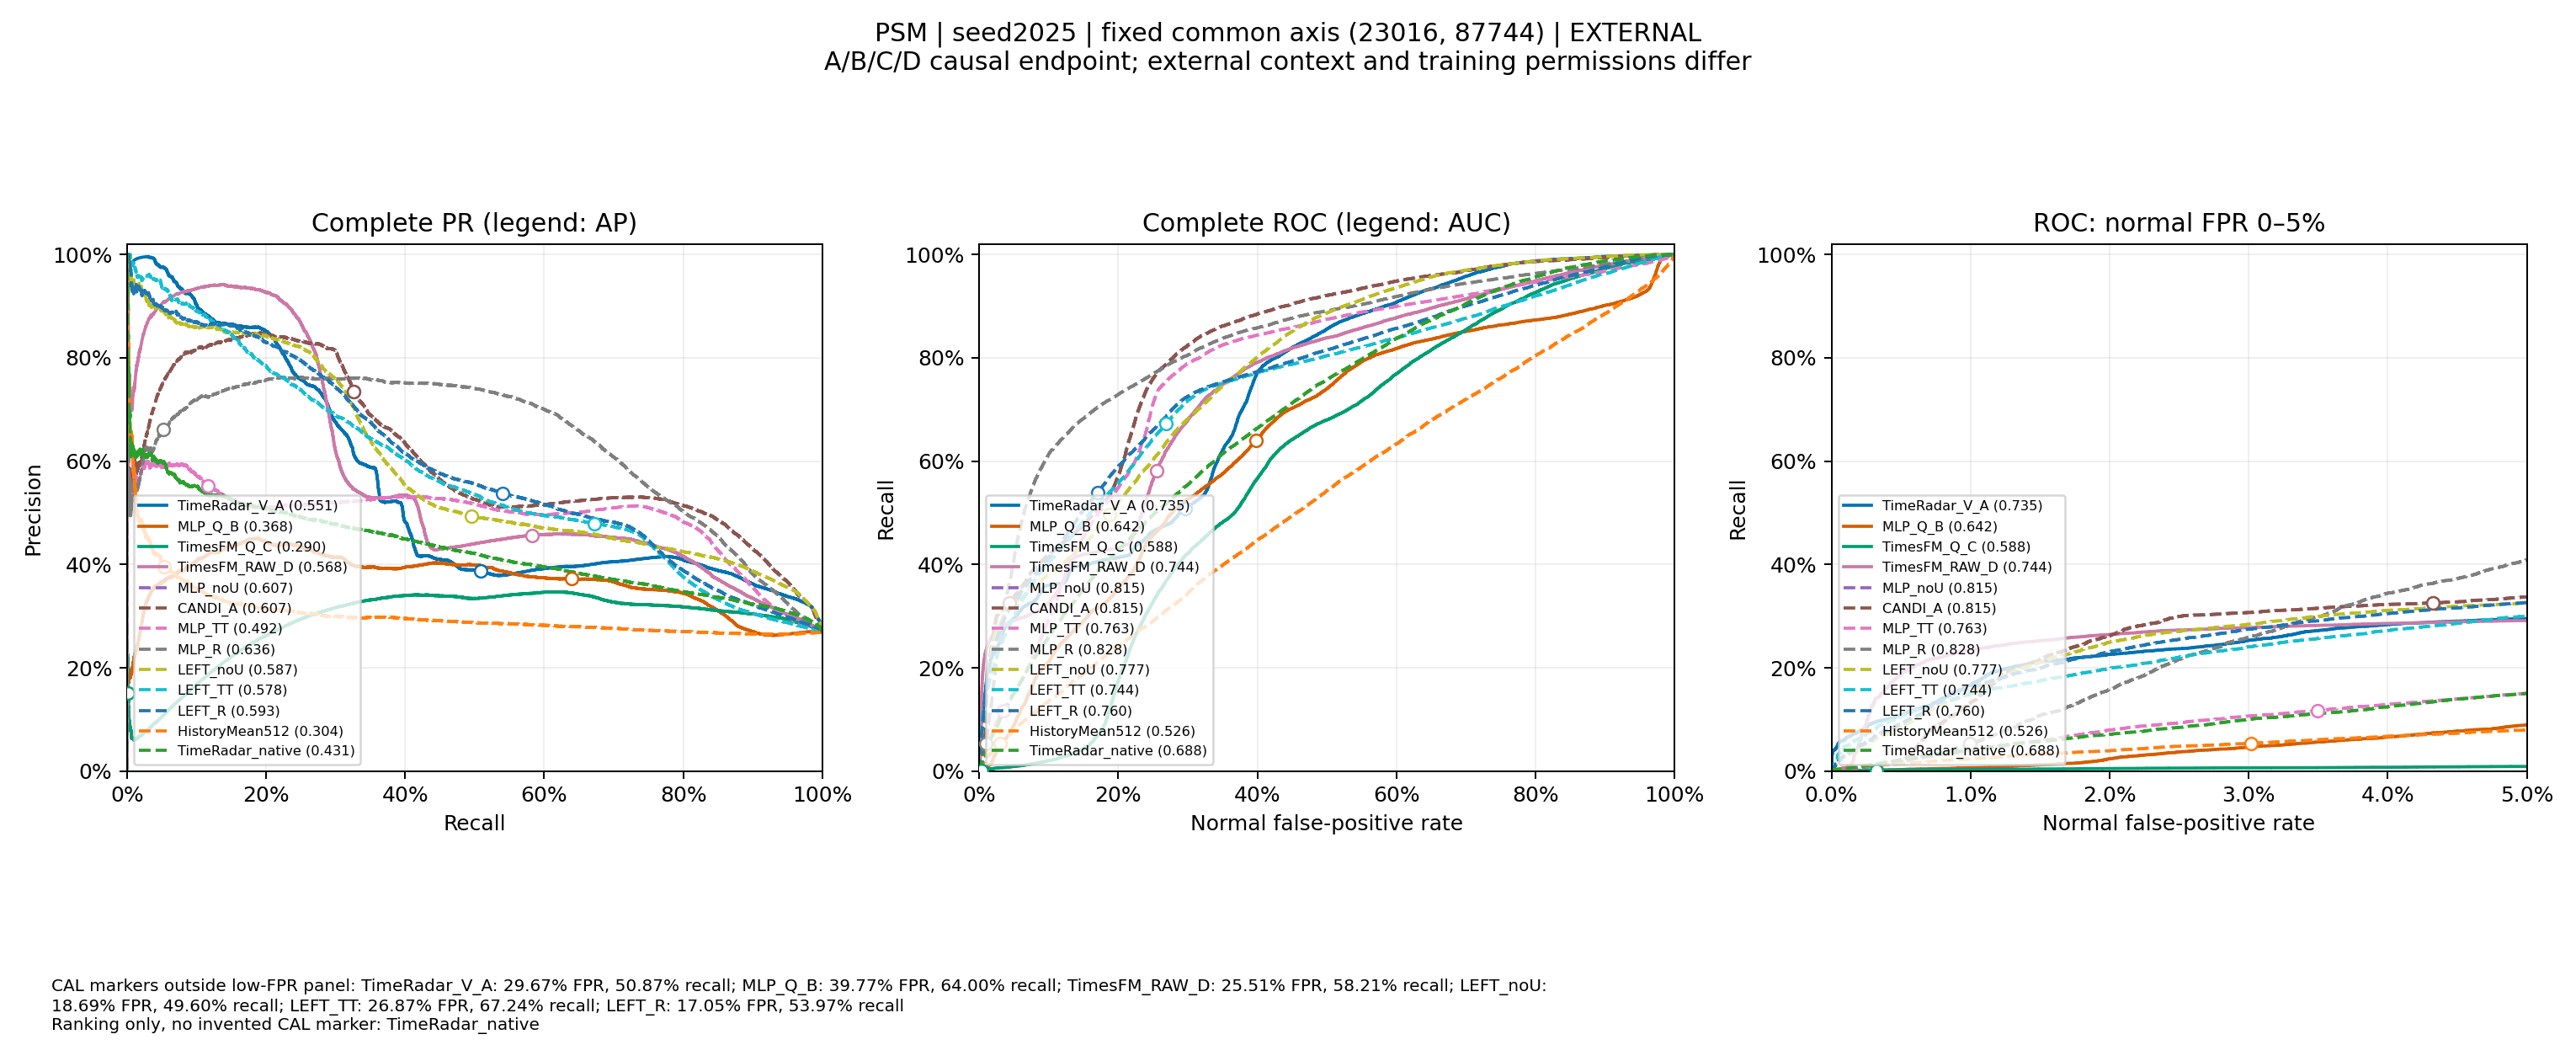 PSM | seed2025 | fixed common axis (23016, 87744) | EXTERNAL
A/B/C/D causal endpoint; external context and training permissions differ
Complete PR (legend: AP)
100%
80%
60%
40%
20%
0%
Precision
TimeRadar_V_A (0.551)
MLP_Q_B (0.368)
TimesFM_Q_C (0.290)
TimesFM_RAW_D (0.568)
MLP_noU (0.607)
CANDI_A (0.607)
MLP_TT (0.492)
MLP_R (0.636)
LEFT_noU (0.587)
LEFT_TT (0.578)
LEFT_R (0.593)
HistoryMean512 (0.304)
TimeRadar_native (0.431)
0%
20%
40%
60%
80%
100%
Recall
Complete ROC (legend: AUC)
100%
80%
60%
40%
20%
0%
Recall
TimeRadar_V_A (0.735)
MLP_Q_B (0.642)
TimesFM_Q_C (0.588)
TimesFM_RAW_D (0.744)
MLP_noU (0.815)
CANDI_A (0.815)
MLP_TT (0.763)
MLP_R (0.828)
LEFT_noU (0.777)
LEFT_TT (0.744)
LEFT_R (0.760)
HistoryMean512 (0.526)
TimeRadar_native (0.688)
0%
20%
40%
60%
80%
100%
Normal false-positive rate
ROC: normal FPR 0–5%
100%
80%
60%
40%
20%
0%
Recall
TimeRadar_V_A (0.735)
MLP_Q_B (0.642)
TimesFM_Q_C (0.588)
TimesFM_RAW_D (0.744)
MLP_noU (0.815)
CANDI_A (0.815)
MLP_TT (0.763)
MLP_R (0.828)
LEFT_noU (0.777)
LEFT_TT (0.744)
LEFT_R (0.760)
HistoryMean512 (0.526)
TimeRadar_native (0.688)
0.0%
1.0%
2.0%
3.0%
4.0%
5.0%
Normal false-positive rate
CAL markers outside low-FPR panel: TimeRadar_V_A: 29.67% FPR, 50.87% recall; MLP_Q_B: 39.77% FPR, 64.00% recall; TimesFM_RAW_D: 25.51% FPR, 58.21% recall; LEFT_noU:
18.69% FPR, 49.60% recall; LEFT_TT: 26.87% FPR, 67.24% recall; LEFT_R: 17.05% FPR, 53.97% recall
Ranking only, no invented CAL marker: TimeRadar_native